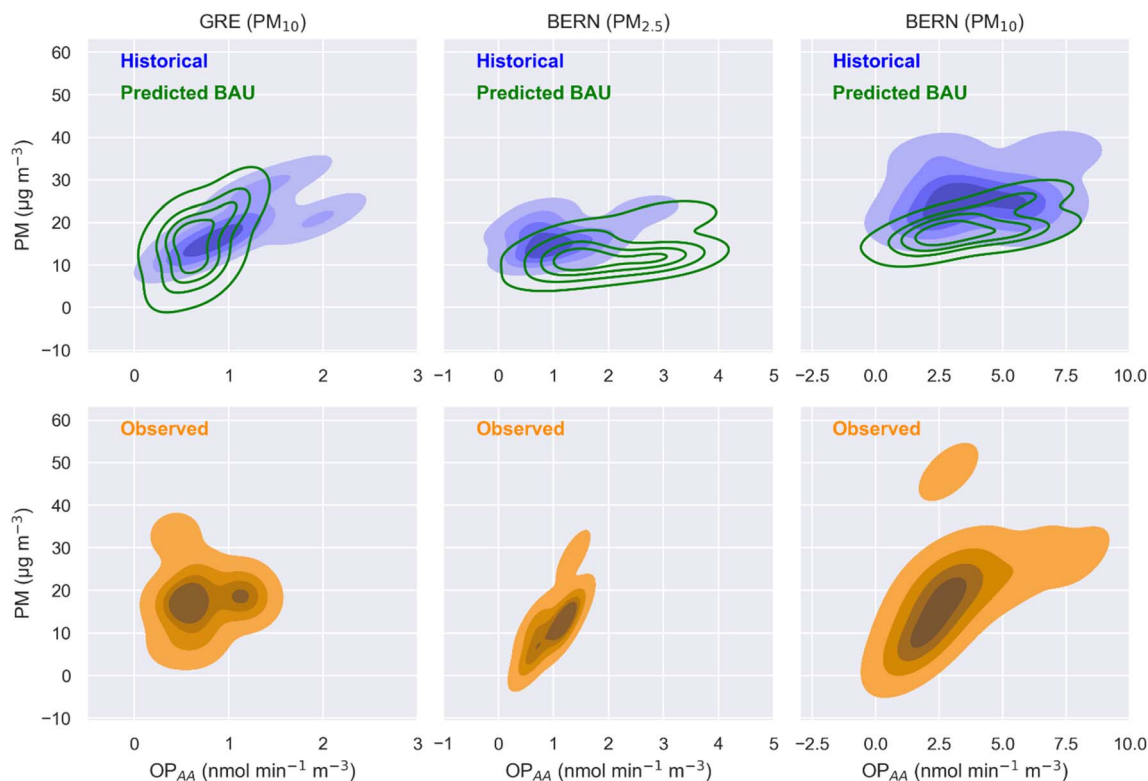 GRE (PM₁₀)
BERN (PM₂.₅)
BERN (PM₁₀)
Historical
Predicted BAU
Historical
Predicted BAU
Historical
Predicted BAU
PM (µg m⁻³)
60
50
40
30
20
10
0
−10
0 1 2 3
−1 0 1 2 3 4 5
−2.5 0.0 2.5 5.0 7.5 10.0
Observed
Observed
Observed
PM (µg m⁻³)
60
50
40
30
20
10
0
−10
0 1 2 3
−1 0 1 2 3 4 5
−2.5 0.0 2.5 5.0 7.5 10.0
OP_AA (nmol min⁻¹ m⁻³)
OP_AA (nmol min⁻¹ m⁻³)
OP_AA (nmol min⁻¹ m⁻³)